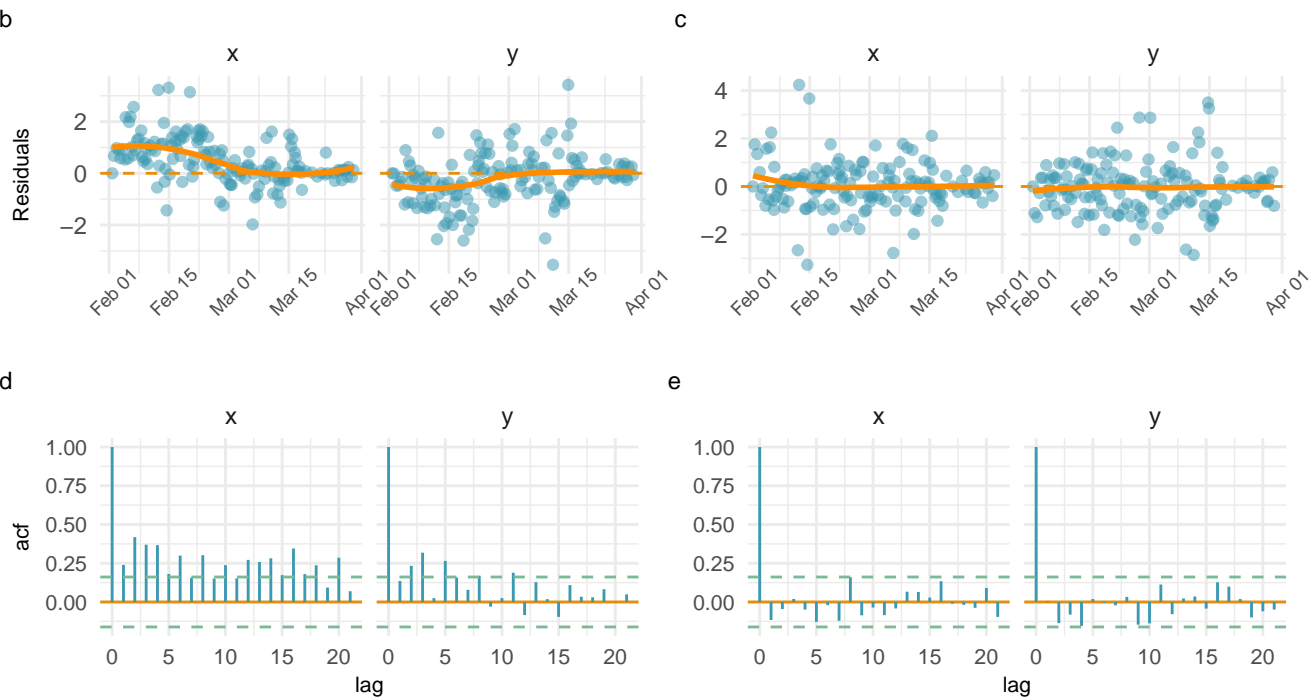 b
x
y
Residuals
2
0
−2
Feb 01
Feb 15
Mar 01
Mar 15
Apr 01
Feb 01
Feb 15
Mar 01
Mar 15
Apr 01
c
x
y
4
2
0
−2
Feb 01
Feb 15
Mar 01
Mar 15
Apr 01
Feb 01
Feb 15
Mar 01
Mar 15
Apr 01
d
x
y
acf
1.00
0.75
0.50
0.25
0.00
0 5 10 15 20
0 5 10 15 20
lag
e
x
y
1.00
0.75
0.50
0.25
0.00
0 5 10 15 20
0 5 10 15 20
lag